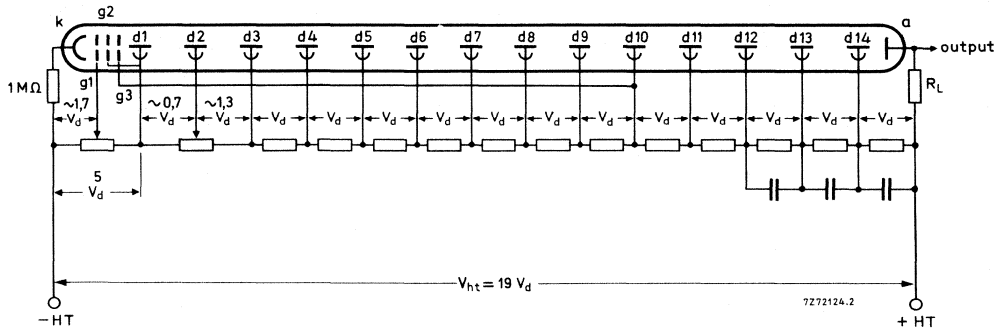 k g2 a
d1 d2 d3 d4 d5 d6 d7 d8 d9 d10 d11 d12 d13 d14 output
1MΩ g1 g3 RL
~1,7 Vd ~0,7 Vd ~1,3 Vd Vd Vd Vd Vd Vd Vd Vd Vd Vd Vd Vd Vd
5 Vd
Vht = 19 Vd
7Z72124.2
−HT + HT